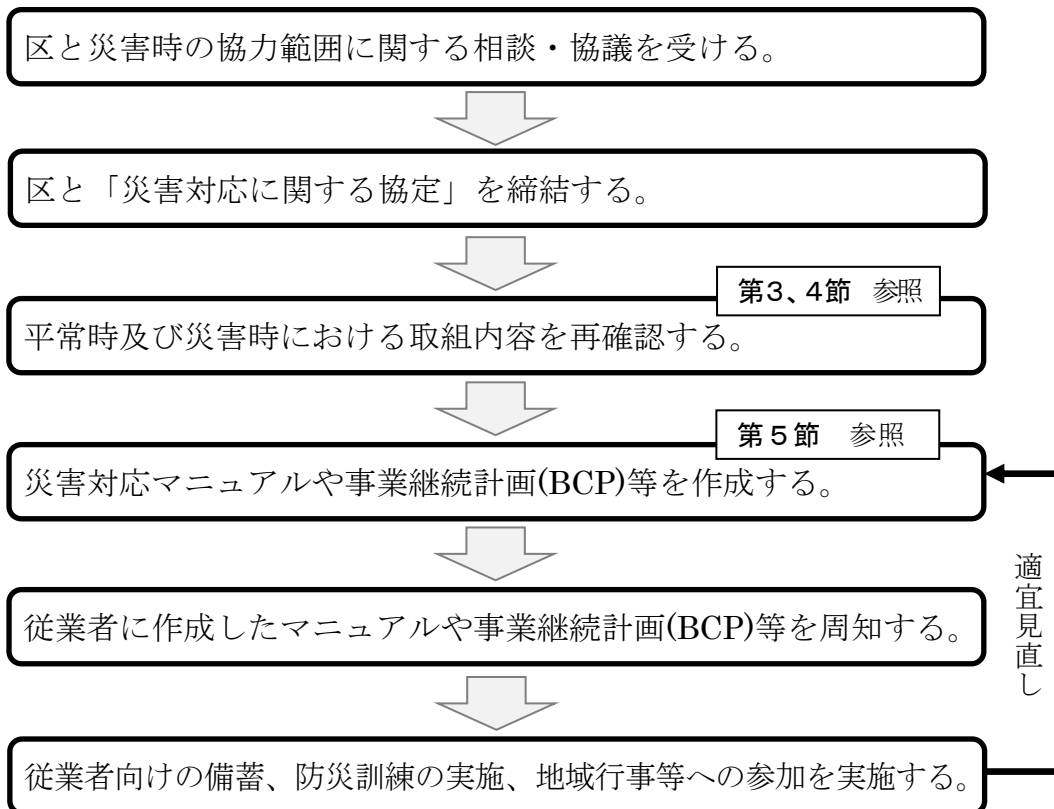 区と災害時の協力範囲に関する相談・協議を受ける。
区と「災害対応に関する協定」を締結する。
第3、4節　参照
平常時及び災害時における取組内容を再確認する。
第5節　参照
災害対応マニュアルや事業継続計画(BCP)等を作成する。
適宜見直し
従業者に作成したマニュアルや事業継続計画(BCP)等を周知する。
従業者向けの備蓄、防災訓練の実施、地域行事等への参加を実施する。